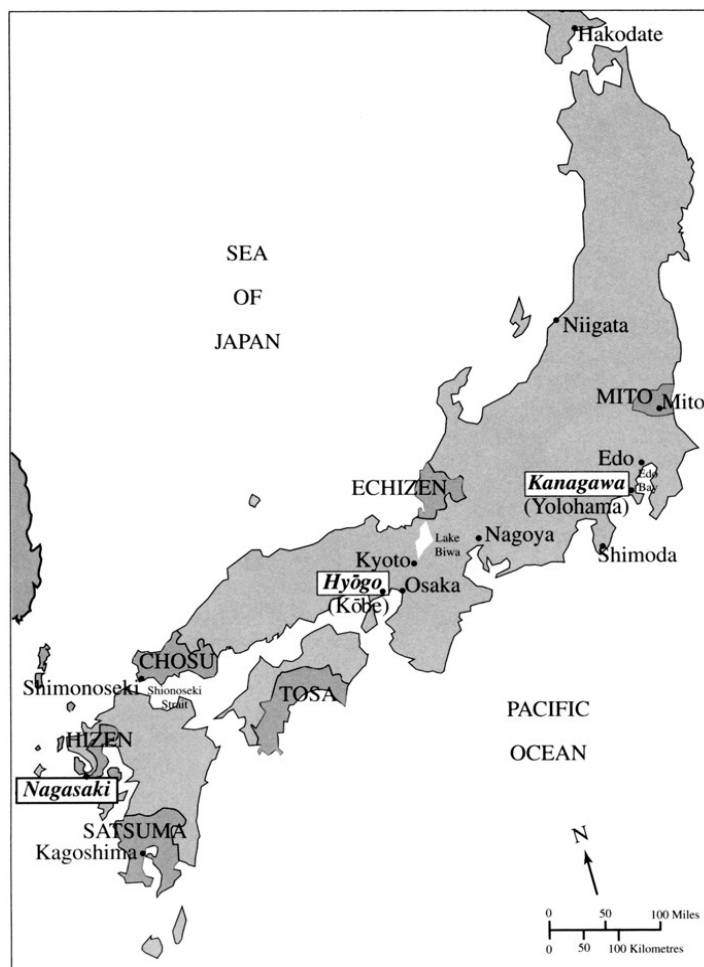 Hakodate
SEA
OF
JAPAN
Niigata
MITO
Mito
Edo
Edo
Bay
ECHIZEN
Kanagawa
(Yolohama)
Lake
Biwa
Nagoya
Kyoto
Shimoda
Hyōgo
Osaka
(Kōbe)
CHOSU
Shimonoseki
Shionoseki
Strait
TOSA
PACIFIC
OCEAN
HIZEN
Nagasaki
SATSUMA
Kagoshima
N
0 50 100 Miles
0 50 100 Kilometres